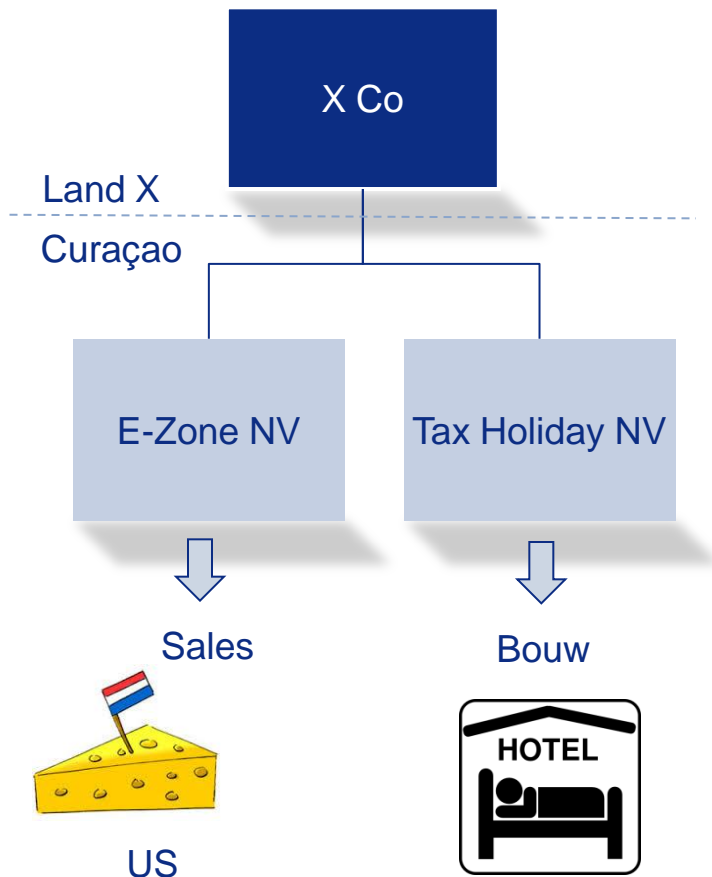 X Co
Land X
Curaçao
E-Zone NV
Tax Holiday NV
Sales
Bouw
HOTEL
US